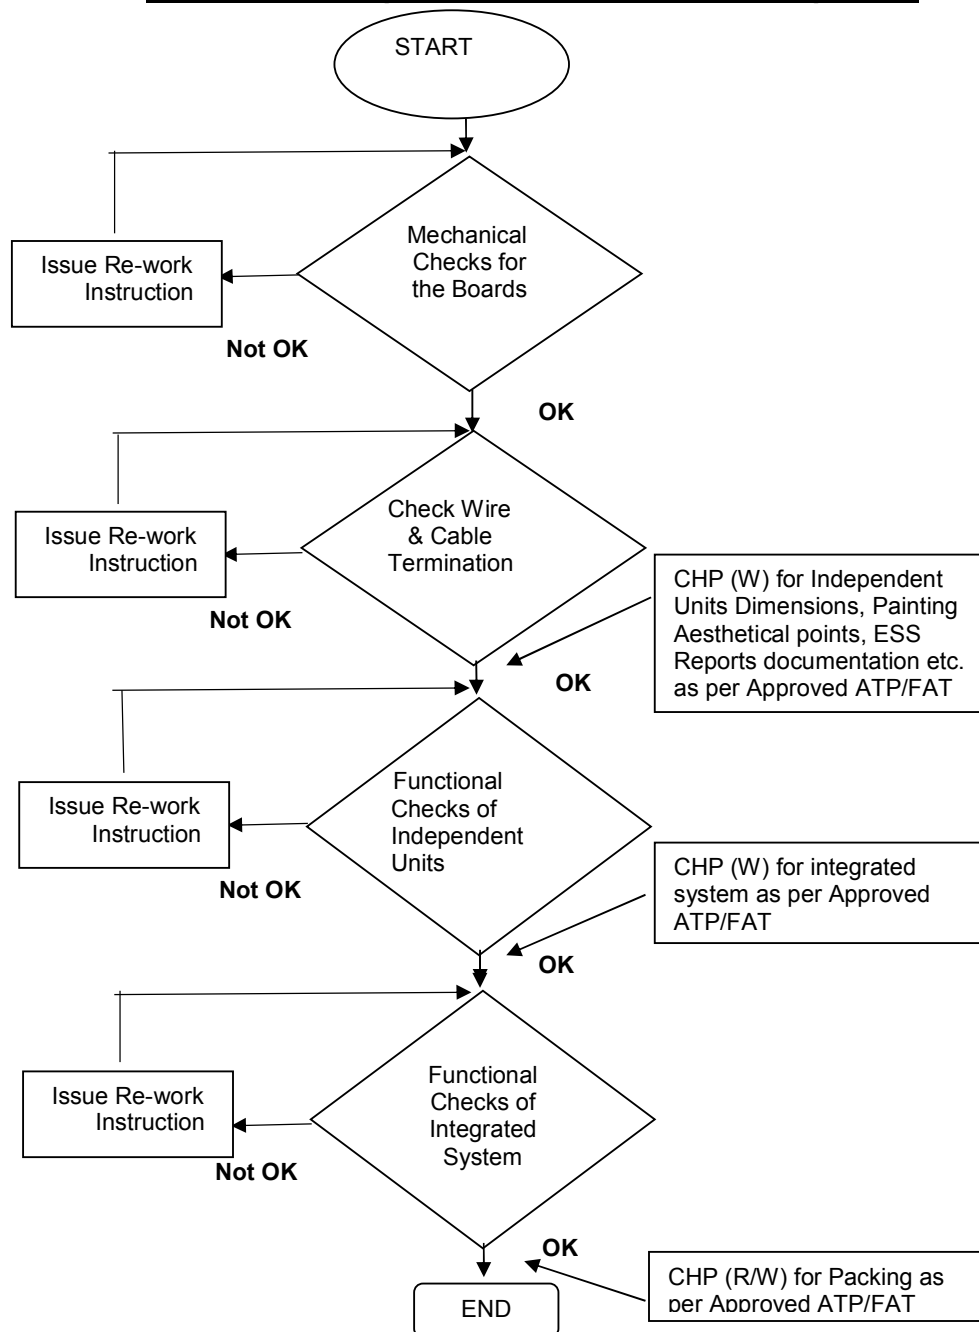 START
Mechanical
Checks for
the Boards
Issue Re-work
Instruction
Not OK
OK
Check Wire
& Cable
Termination
Issue Re-work
Instruction
Not OK
OK
CHP (W) for Independent
Units Dimensions, Painting
Aesthetical points, ESS
Reports documentation etc.
as per Approved ATP/FAT
Functional
Checks of
Independent
Units
Issue Re-work
Instruction
Not OK
OK
CHP (W) for integrated
system as per Approved
ATP/FAT
Functional
Checks of
Integrated
System
Issue Re-work
Instruction
Not OK
OK
CHP (R/W) for Packing as
per Approved ATP/FAT
END